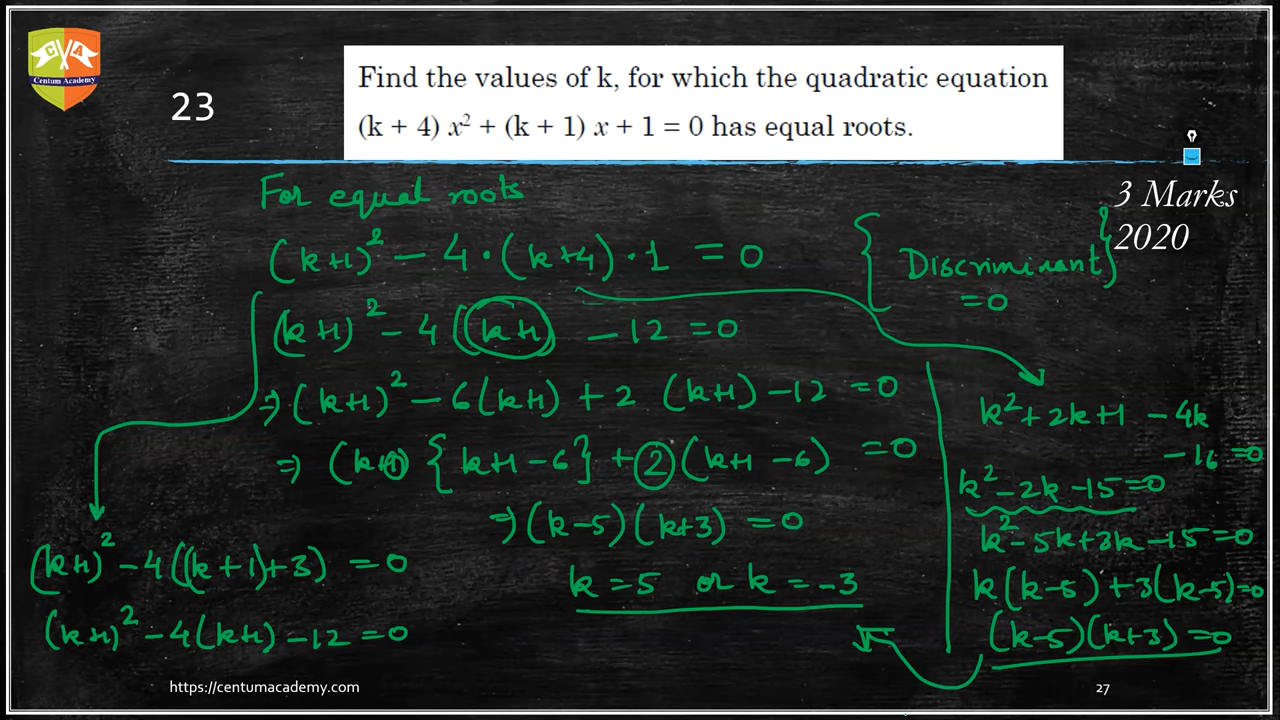 C A
Centum Academy
23
Find the values of k, for which the quadratic equation
(k + 4) x² + (k + 1) x + 1 = 0 has equal roots.
3 Marks
2020
For equal roots
(k+1)² − 4·(k+4)·1 = 0
{ Discriminant }
= 0
(k+1)² − 4((k+1) − 12 = 0
⇒ (k+1)² − 6(k+1) + 2 (k+1) − 12 = 0
⇒ (k+1) {k+1 − 6} + 2 (k+1 − 6) = 0
⇒ (k−5)(k+3) = 0
k = 5 or k = −3
(k+1)² − 4((k+1)+3) = 0
(k+1)² − 4(k+1) − 12 = 0
k² + 2k + 1 − 4k
− 16 = 0
k² − 2k − 15 = 0
k² − 5k + 3k − 15 = 0
k(k−5) + 3(k−5) = 0
(k−5)(k+3) = 0
https://centumacademy.com
27